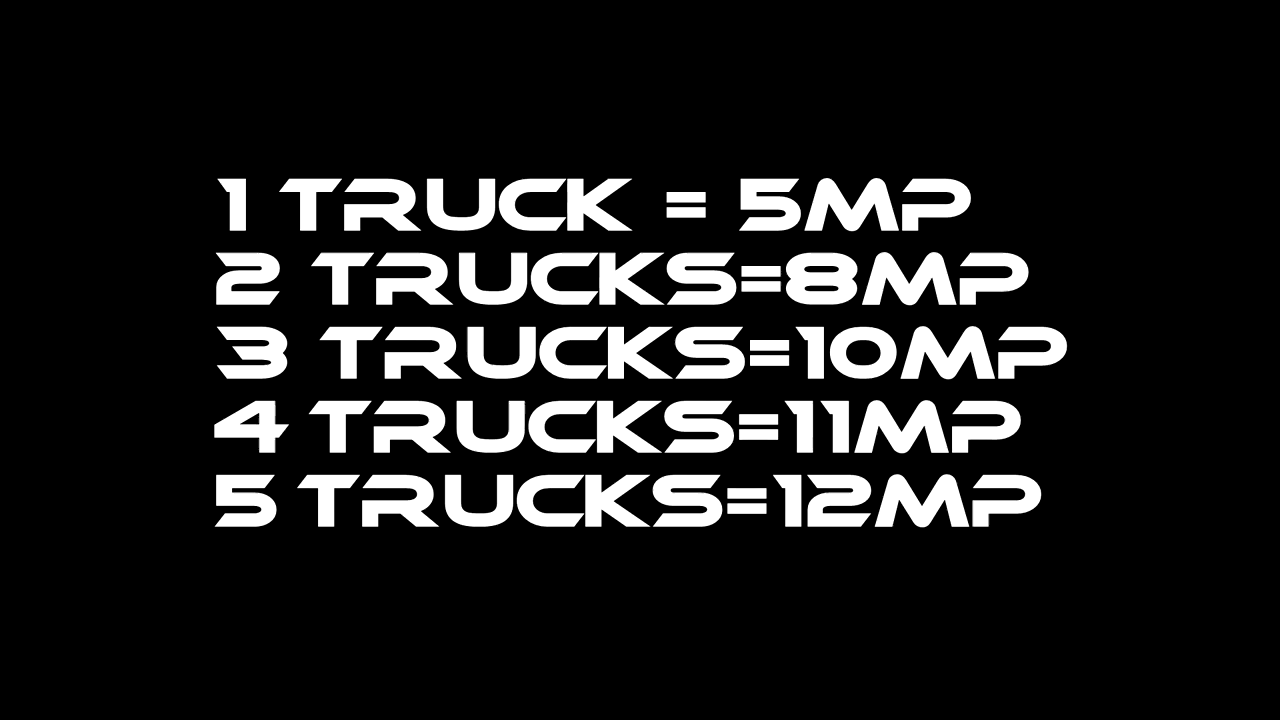 1 TRUCK = 5MP
2 TRUCKS=8MP
3 TRUCKS=10MP
4 TRUCKS=11MP
5 TRUCKS=12MP